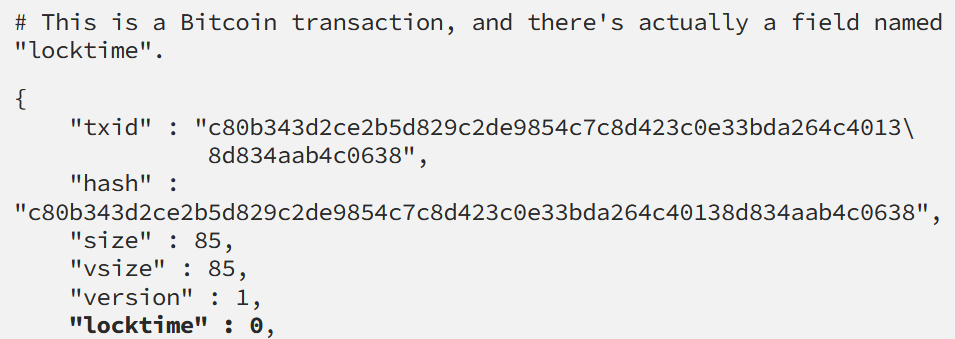 # This is a Bitcoin transaction, and there's actually a field named
"locktime".
{
"txid" : "c80b343d2ce2b5d829c2de9854c7c8d423c0e33bda264c4013\
8d834aab4c0638",
"hash" :
"c80b343d2ce2b5d829c2de9854c7c8d423c0e33bda264c40138d834aab4c0638",
"size" : 85,
"vsize" : 85,
"version" : 1,
"locktime" : 0,